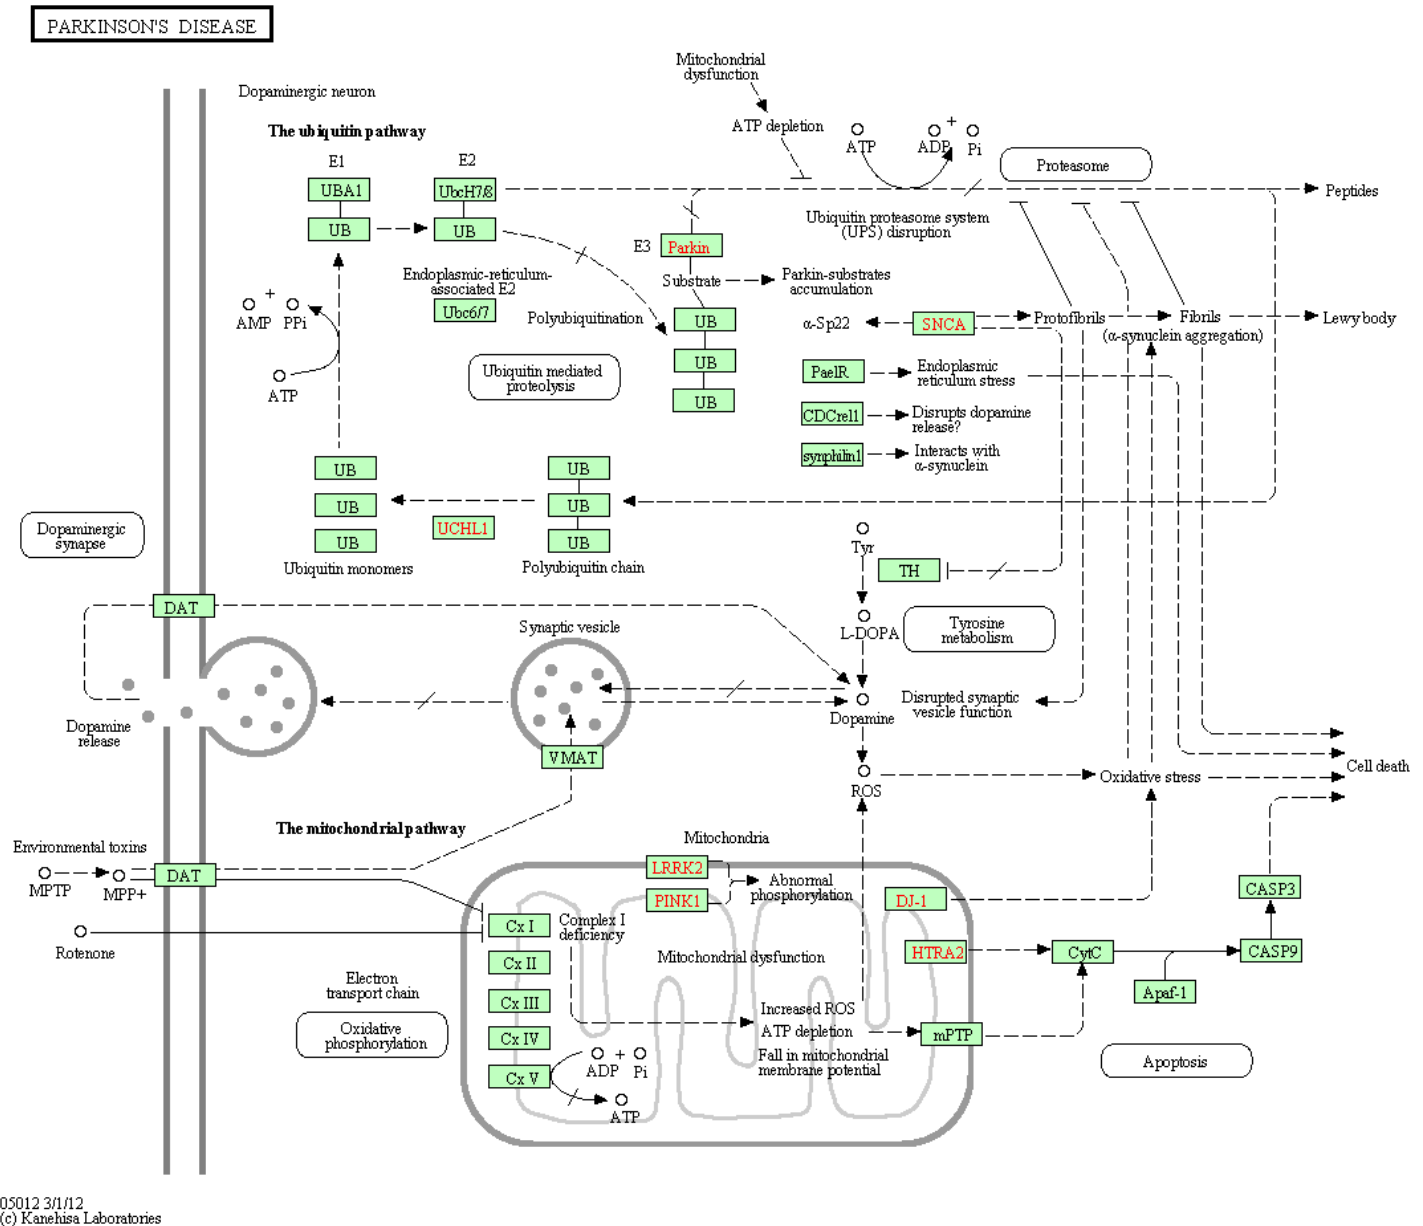 PARKINSON'S DISEASE
Mitochondrial
dysfunction
Dopaminergic neuron
The ubiquitin pathway
ATP depletion
ATP
ADP
+
Pi
E1
E2
Proteasome
UBA1
UbcH7/8
Peptides
UB
UB
Ubiquitin proteasome system
(UPS) disruption
E3
Parkin
Endoplasmic-reticulum-
associated E2
Substrate
Parkin-substrates
accumulation
+
AMP
PPi
Ubc6/7
Polyubiquitination
UB
α-Sp22
SNCA
Protofibrils
Fibrils
(α-synuclein aggregation)
Lewy body
UB
Ubiquitin mediated
proteolysis
PaelR
Endoplasmic
reticulum stress
ATP
UB
CDCrel1
Disrupts dopamine
release?
synphilin1
Interacts with
α-synuclein
UB
UB
UB
UB
UCHL1
UB
UB
Dopaminergic
synapse
Tyr
Ubiquitin monomers
Polyubiquitin chain
TH
DAT
Synaptic vesicle
L-DOPA
Tyrosine
metabolism
Dopamine
release
Dopamine
Disrupted synaptic
vesicle function
VMAT
ROS
Oxidative stress
Cell death
The mitochondrial pathway
Mitochondria
Environmental toxins
MPTP
MPP+
DAT
LRRK2
PINK1
Abnormal
phosphorylation
DJ-1
CASP3
Rotenone
Cx I
Complex I
deficiency
Cx II
Mitochondrial dysfunction
HTRA2
CytC
CASP9
Electron
transport chain
Cx III
Apaf-1
Oxidative
phosphorylation
Cx IV
Increased ROS
ATP depletion
Fall in mitochondrial
membrane potential
mPTP
Cx V
ADP
+
Pi
ATP
Apoptosis
05012 3/1/12
(c) Kanehisa Laboratories